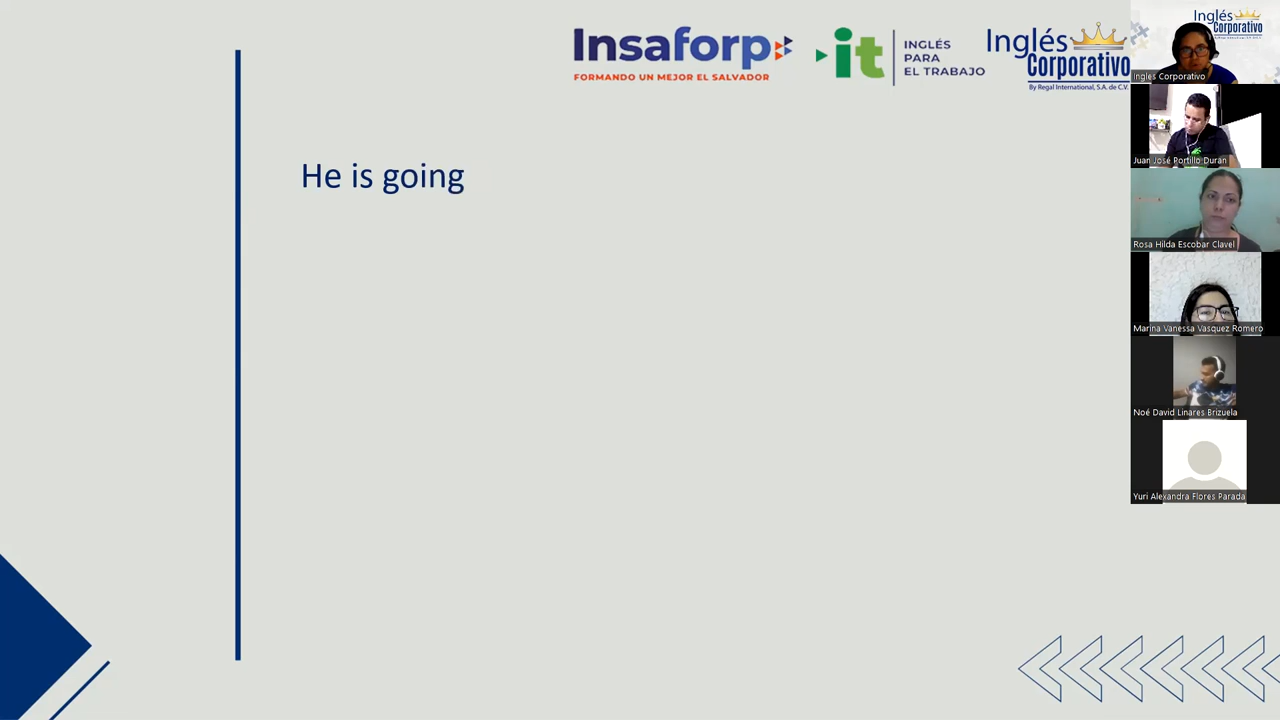 Insaforp
FORMANDO UN MEJOR EL SALVADOR
it
INGLÉS
PARA
EL TRABAJO
Inglés
Corporativo
By Regal International, S.A. de C.V.
He is going
Inglés
Corporativo
Ingles Corporativo
Juan José Portillo Durán
Rosa Hilda Escobar Clavel
Marina Vanessa Vasquez Romero
Noé David Linares Brizuela
Yuri Alexandra Flores Parada